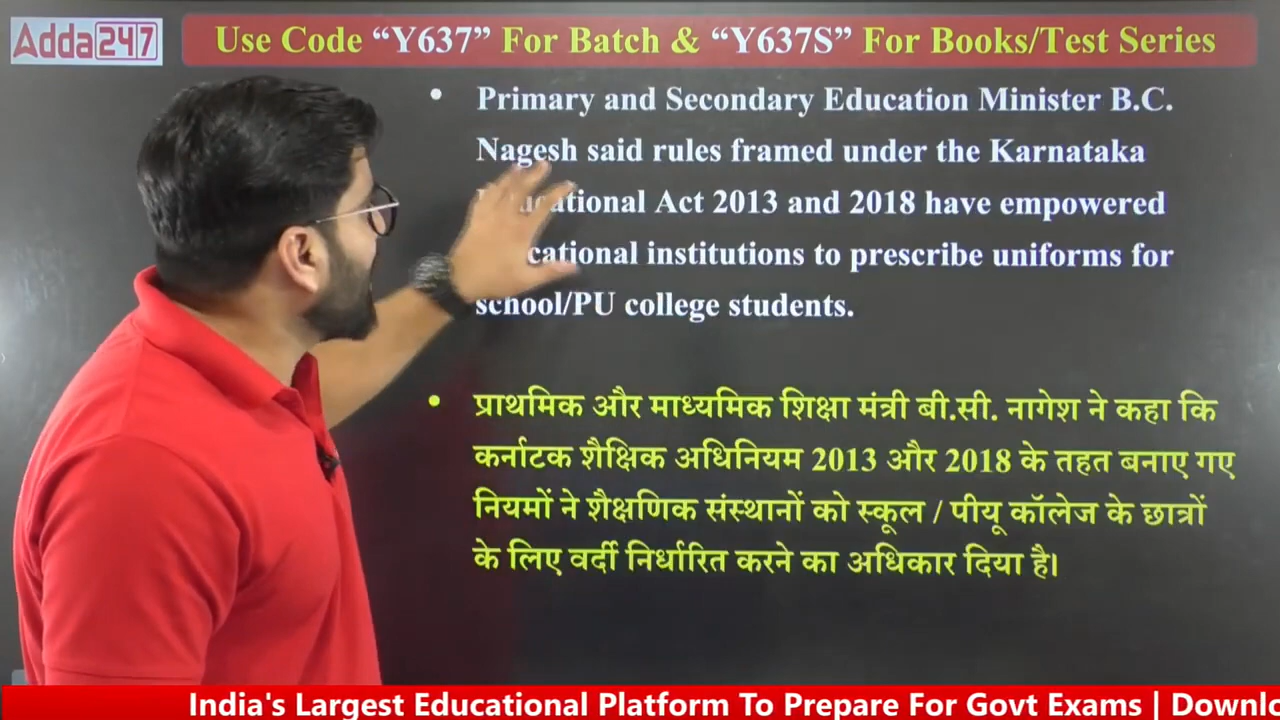 Adda247
Use Code “Y637” For Batch & “Y637S” For Books/Test Series
• Primary and Secondary Education Minister B.C.
Nagesh said rules framed under the Karnataka
Act 2013 and 2018 have empowered
institutions to prescribe uniforms for
school/PU college students.
• प्राथमिक और माध्यमिक शिक्षा मंत्री बी.सी. नागेश ने कहा कि
कर्नाटक शैक्षिक अधिनियम 2013 और 2018 के तहत बनाए गए
नियमों ने शैक्षणिक संस्थानों को स्कूल / पीयू कॉलेज के छात्रों
के लिए वर्दी निर्धारित करने का अधिकार दिया है।
India's Largest Educational Platform To Prepare For Govt Exams |